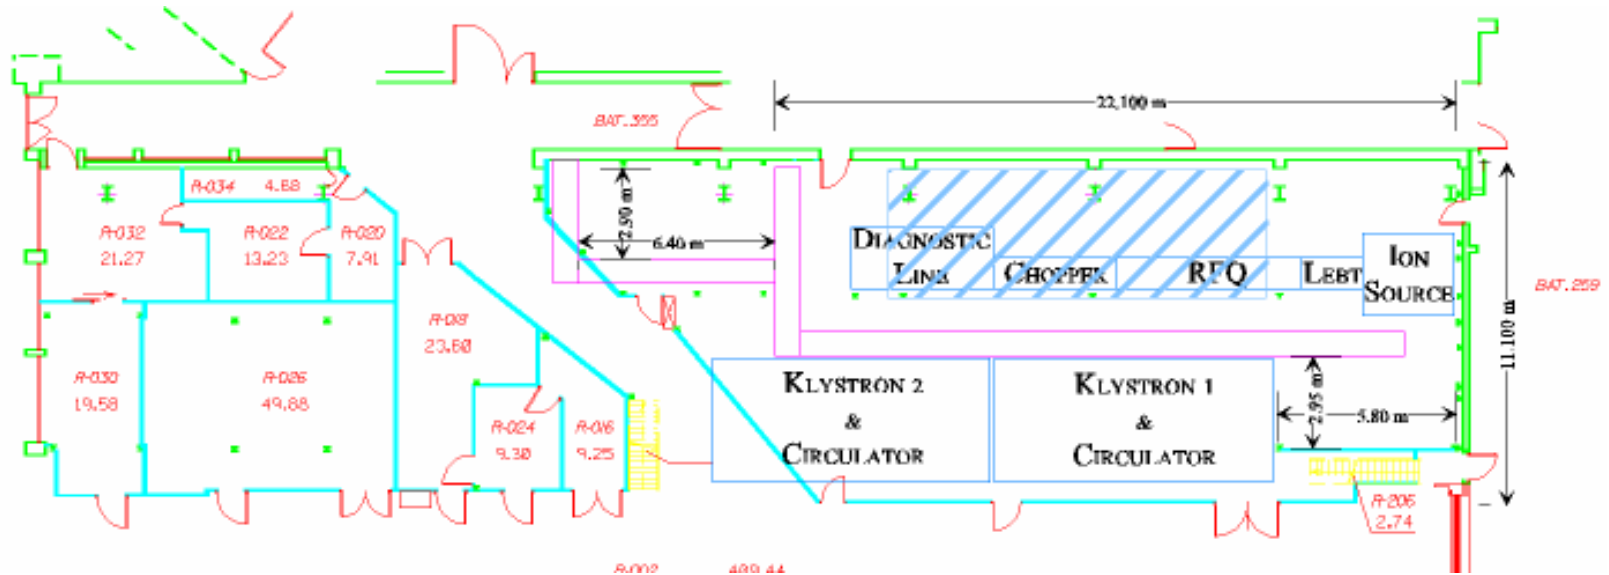 22.100 m
BAT.355
R-034 4.68
2.90 m
6.40 m
R-032
21.27
R-022
13.23
R-020
7.91
DIAGNOSTIC
LINE
CHOPPER
RFQ
LEBT
ION
SOURCE
BAT.259
11.100 m
R-018
23.60
R-030
19.58
R-026
49.88
KLYSTRON 2
&
CIRCULATOR
KLYSTRON 1
&
CIRCULATOR
2.95 m
5.80 m
R-024
9.30
R-016
9.25
R-206
2.74
R-002 489.44